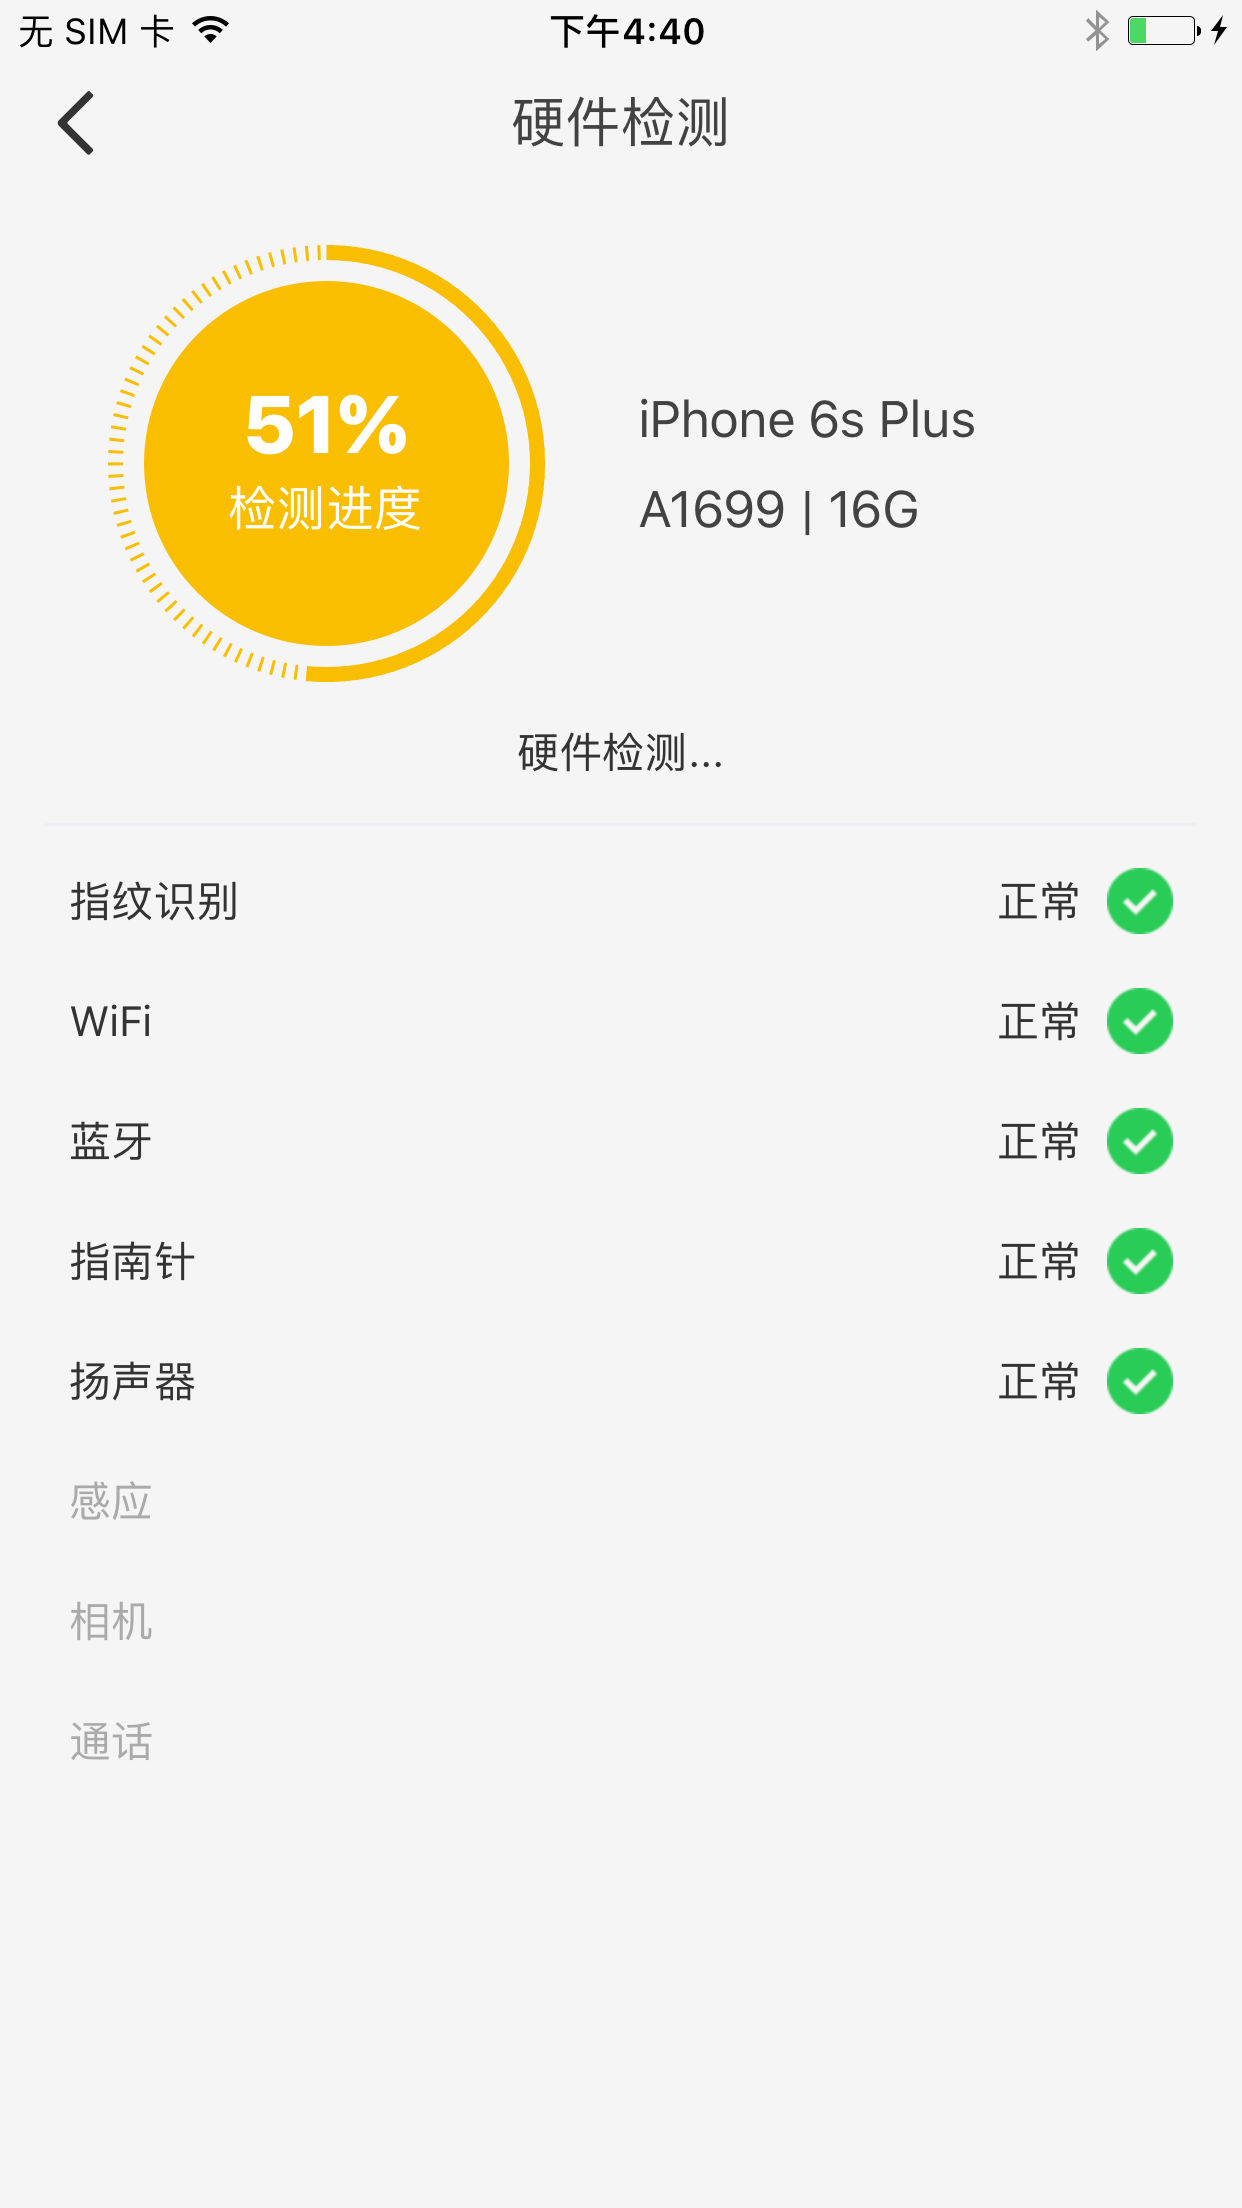 无 SIM 卡 下午4:40
硬件检测
51%
检测进度
iPhone 6s Plus
A1699 | 16G
硬件检测...
指纹识别 正常
WiFi 正常
蓝牙 正常
指南针 正常
扬声器 正常
感应
相机
通话